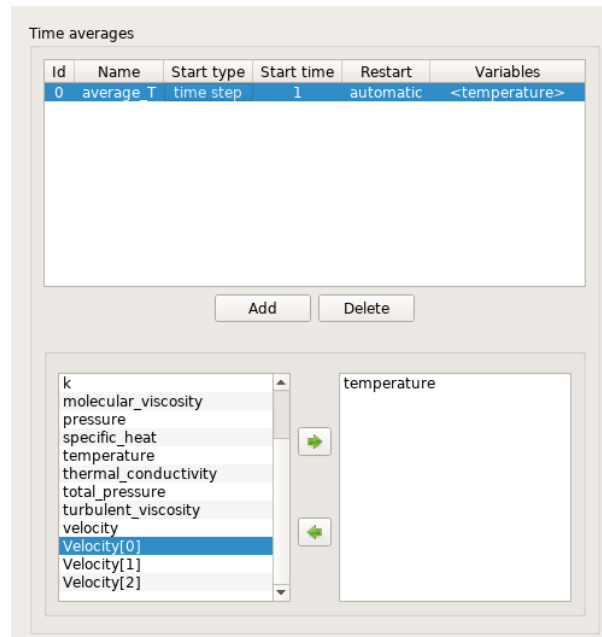 Time averages
Id Name Start type Start time Restart Variables
0 average_T time step 1 automatic <temperature>
Add Delete
k
temperature
molecular_viscosity
pressure
specific_heat
temperature
thermal_conductivity
total_pressure
turbulent_viscosity
velocity
Velocity[0]
Velocity[1]
Velocity[2]